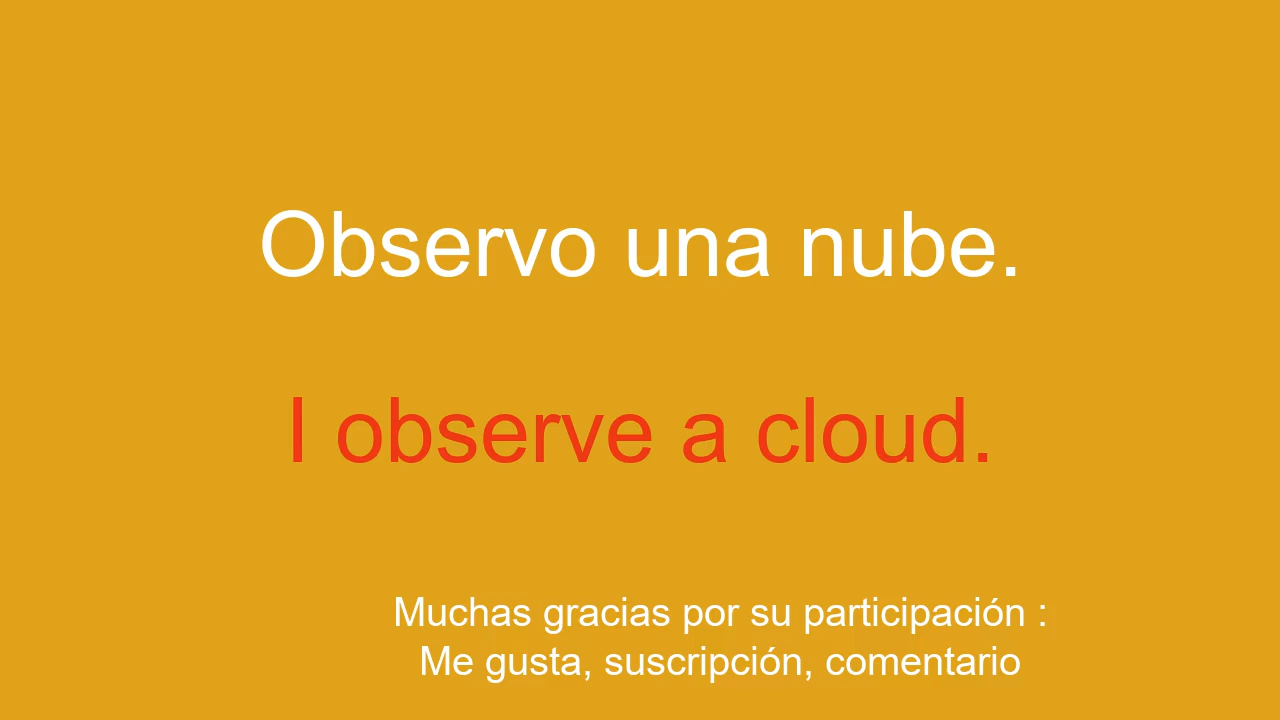 Observo una nube.
I observe a cloud.
Muchas gracias por su participación :
Me gusta, suscripción, comentario